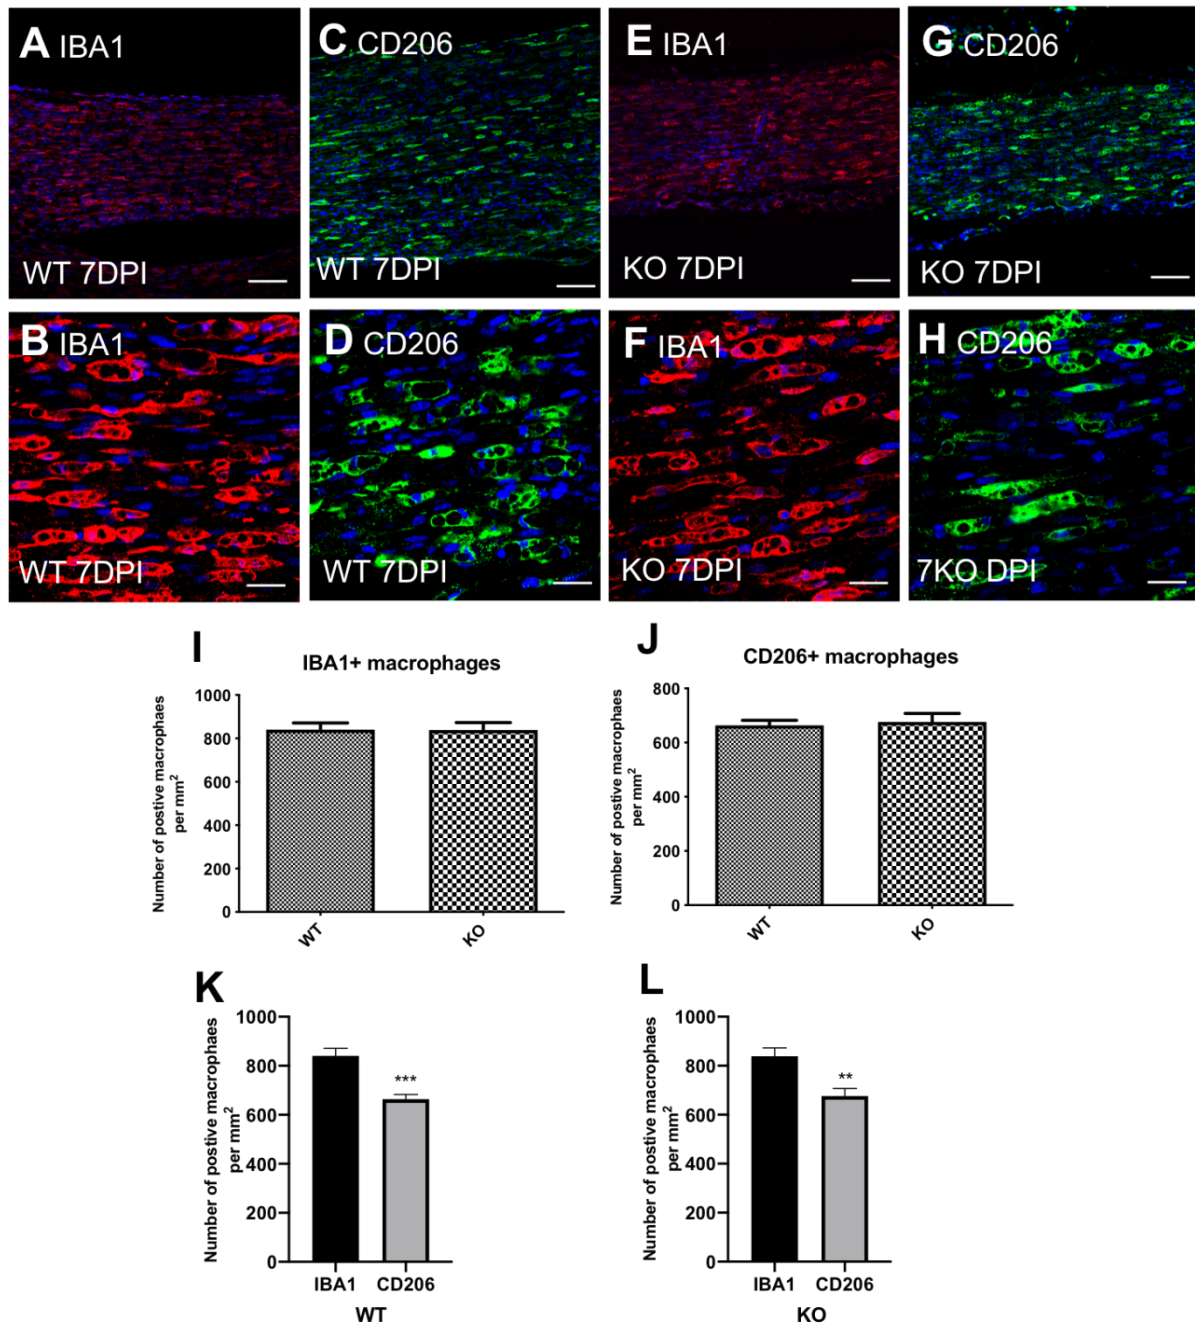 A IBA1
C CD206
E IBA1
G CD206
WT 7DPI
WT 7DPI
KO 7DPI
KO 7DPI
B IBA1
D CD206
F IBA1
H CD206
WT 7DPI
WT 7DPI
KO 7DPI
7KO DPI
I
IBA1+ macrophages
Number of postive macrophaes
per mm²
1000
800
600
400
200
0
WT
KO
J
CD206+ macrophages
Number of postive macrophaes
per mm²
800
600
400
200
0
WT
KO
K
Number of postive macrophaes
per mm²
1000
800
600
400
200
0
***
IBA1 CD206
WT
L
Number of postive macrophaes
per mm²
1000
800
600
400
200
0
**
IBA1 CD206
KO